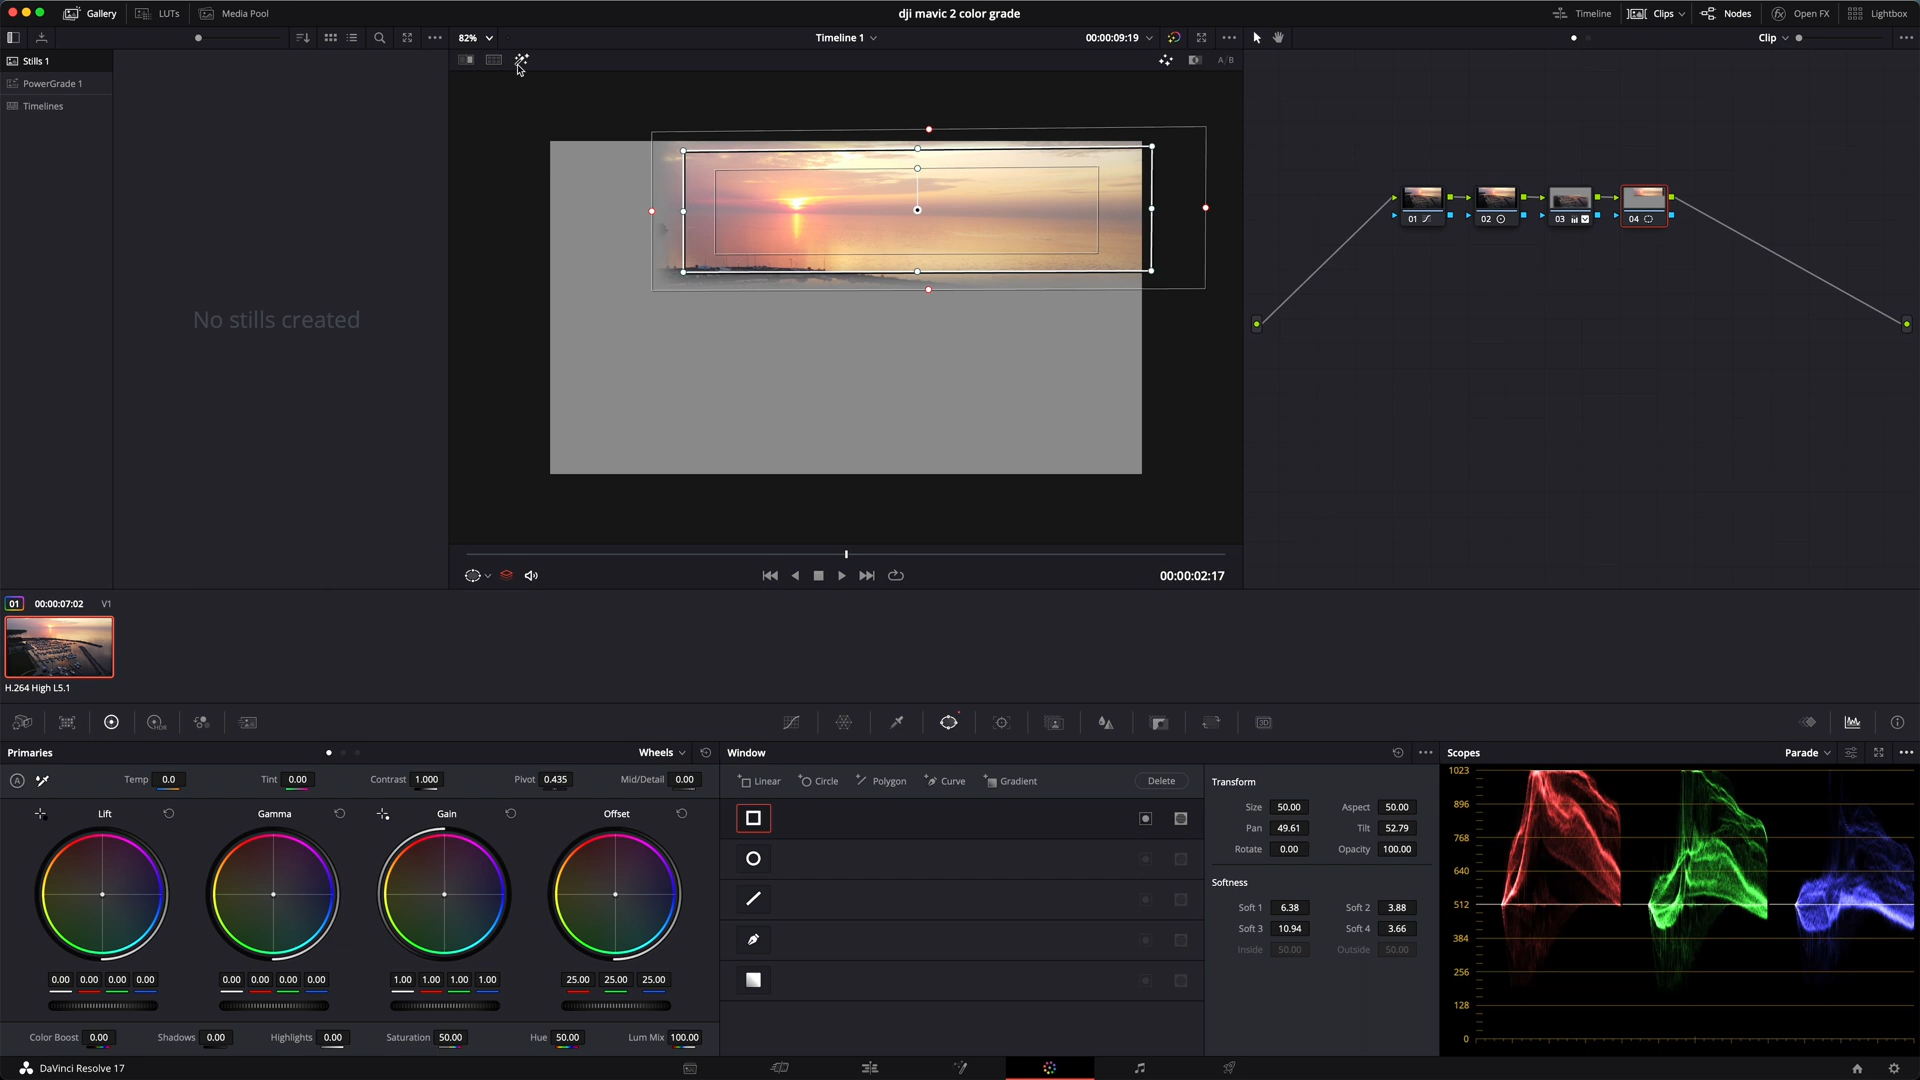 Gallery LUTs Media Pool dji mavic 2 color grade Timeline Clips Nodes Open FX Lightbox
82% Timeline 1 00:00:09:19 Clip
Stills 1
A/B
PowerGrade 1
Timelines
No stills created
01 02 03 04
00:00:02:17
01 00:00:07:02 V1
H.264 High L5.1
HDR
3D
Primaries Wheels Window Scopes Parade
A Temp 0.0 Tint 0.00 Contrast 1.000 Pivot 0.435 Mid/Detail 0.00
Linear Circle Polygon Curve Gradient Delete
Transform
Size 50.00 Aspect 50.00
Pan 49.61 Tilt 52.79
Rotate 0.00 Opacity 100.00
Softness
Soft 1 6.38 Soft 2 3.88
Soft 3 10.94 Soft 4 3.66
Inside 50.00 Outside 50.00
Lift Gamma Gain Offset
0.00 0.00 0.00 0.00 0.00 0.00 0.00 0.00 1.00 1.00 1.00 1.00 25.00 25.00 25.00
Color Boost 0.00 Shadows 0.00 Highlights 0.00 Saturation 50.00 Hue 50.00 Lum Mix 100.00
1023
896
768
640
512
384
256
128
0
DaVinci Resolve 17